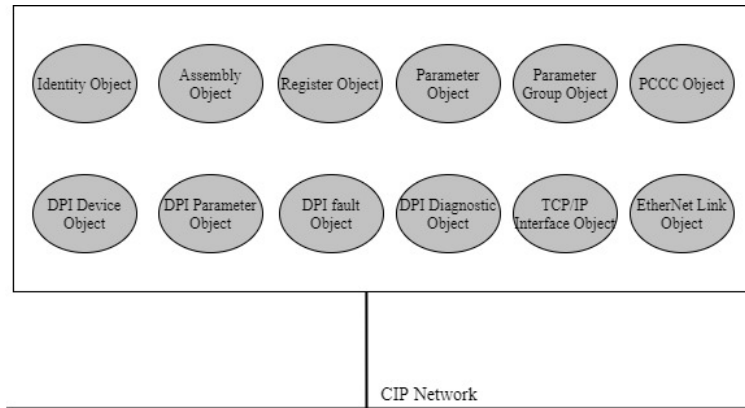 Identity Object
Assembly
Object
Register Object
Parameter
Object
Parameter
Group Object
PCCC Object
DPI Device
Object
DPI Parameter
Object
DPI fault
Object
DPI Diagnostic
Object
TCP/IP
Interface Object
EtherNet Link
Object
CIP Network